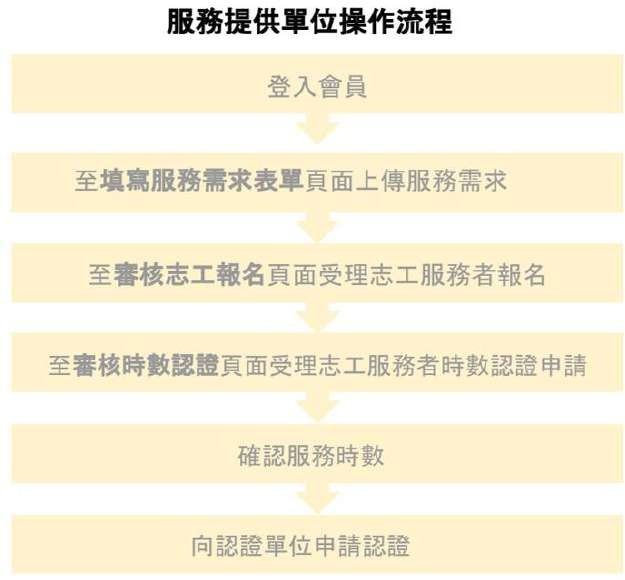 服務提供單位操作流程
登入會員
至填寫服務需求表單頁面上傳服務需求
至審核志工報名頁面受理志工服務者報名
至審核時數認證頁面受理志工服務者時數認證申請
確認服務時數
向認證單位申請認證